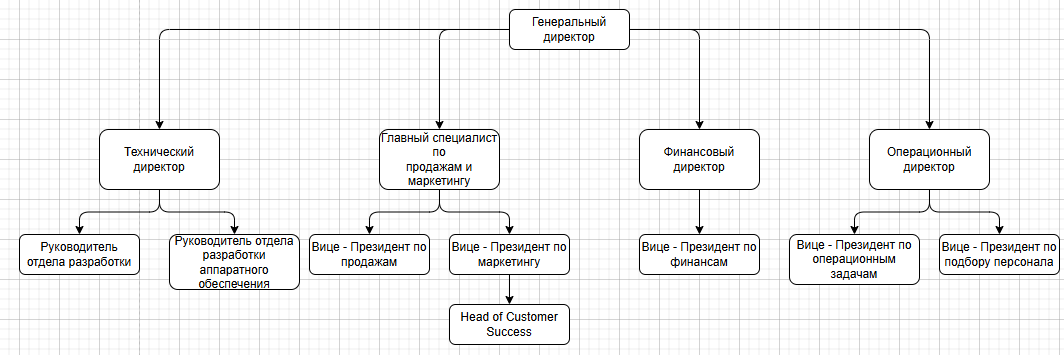 Генеральный
директор
Технический
директор
Главный специалист
по
продажам и
маркетингу
Финансовый
директор
Операционный
директор
Руководитель
отдела разработки
Руководитель отдела
разработки
аппаратного
обеспечения
Вице - Президент по
продажам
Вице - Президент по
маркетингу
Вице - Президент по
финансам
Вице - Президент по
операционным
задачам
Вице - Президент по
подбору персонала
Head of Customer
Success